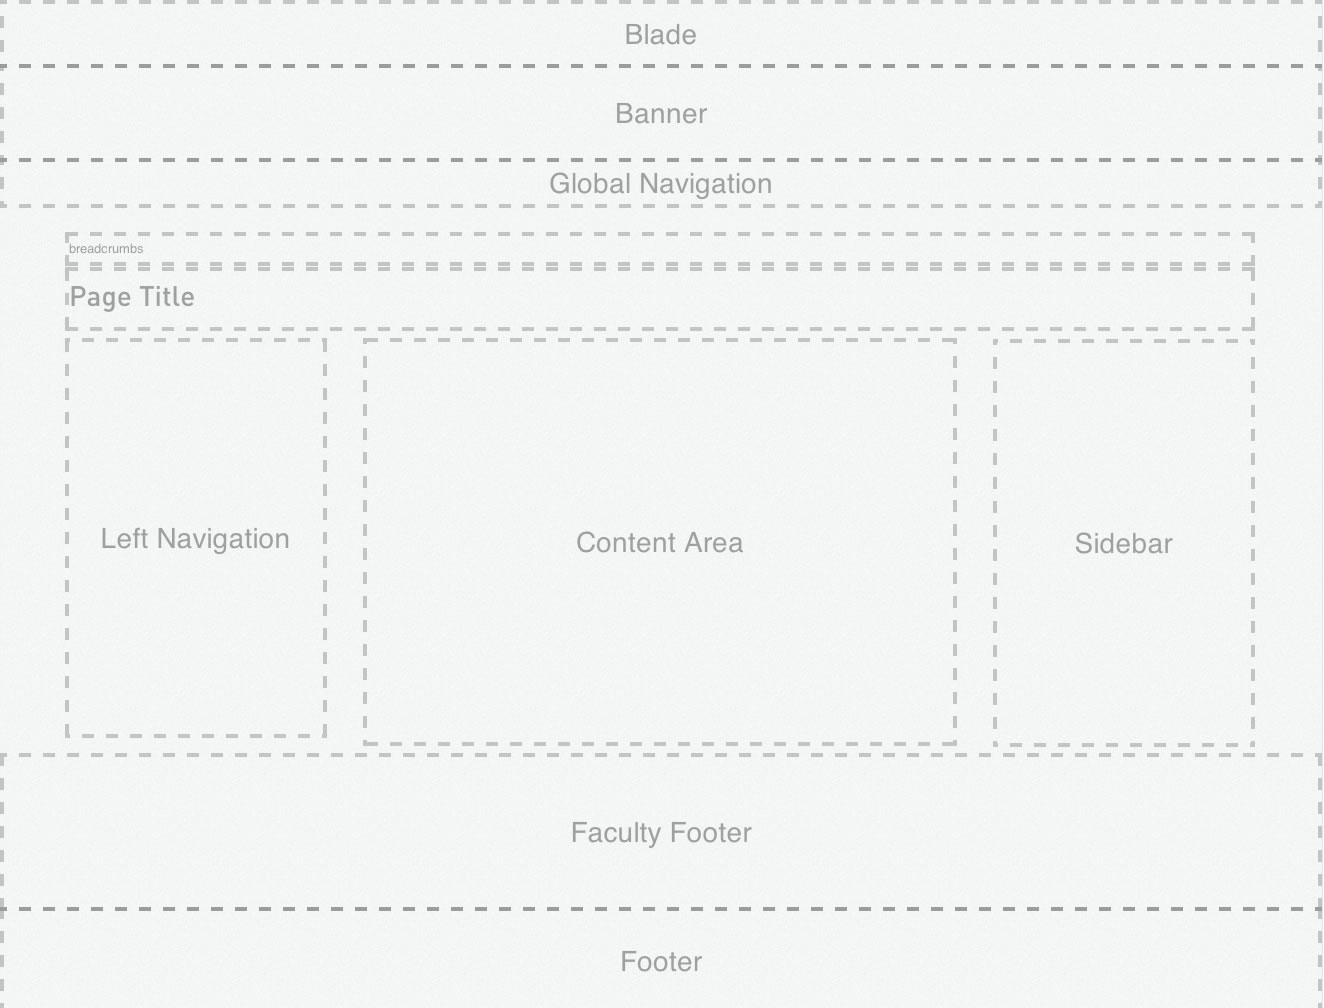 Blade
Banner
Global Navigation
breadcrumbs
Page Title
Left Navigation
Content Area
Sidebar
Faculty Footer
Footer